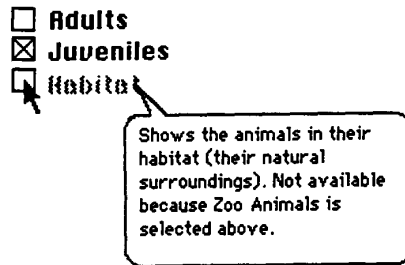 Adults
Juveniles
Habitat
Shows the animals in their
habitat (their natural
surroundings). Not available
because Zoo Animals is
selected above.